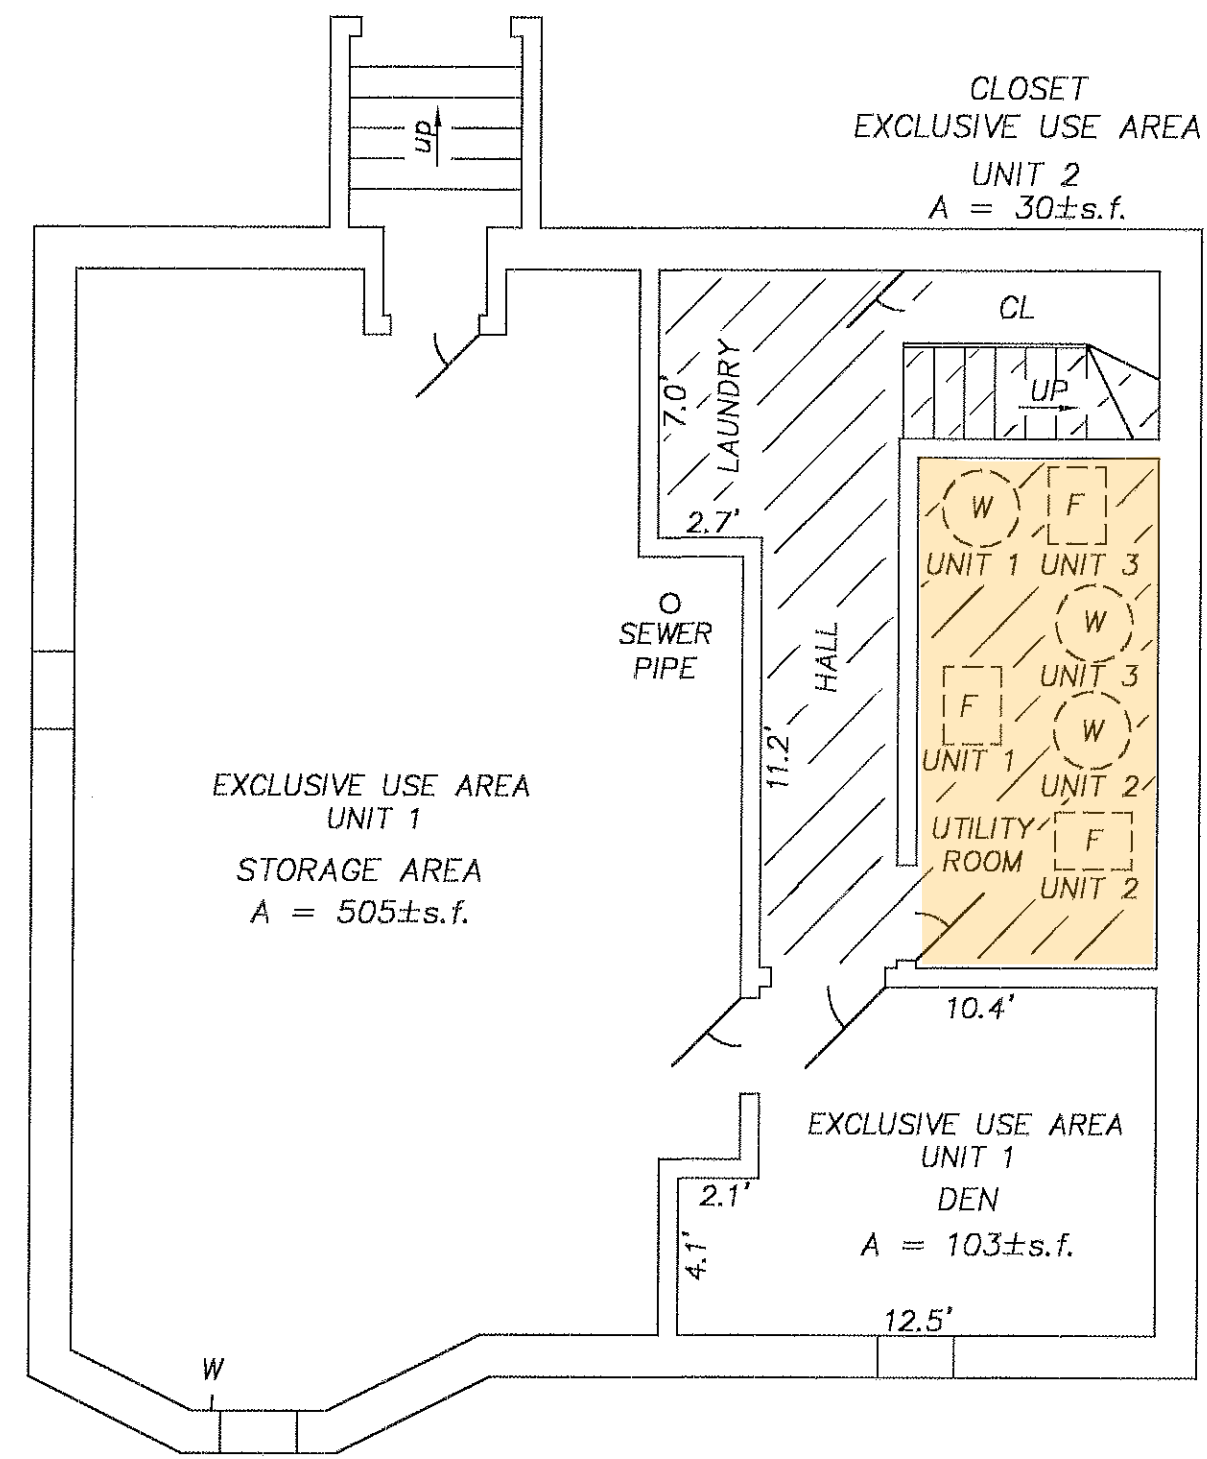 CLOSET
EXCLUSIVE USE AREA
UNIT 2
A = 30±s.f.
up
CL
UP
LAUNDRY
7.0'
2.7'
W
F
UNIT 1
UNIT 3
SEWER
PIPE
W
UNIT 3
HALL
F
UNIT 1
W
UNIT 2
11.2'
UTILITY
ROOM
F
UNIT 2
EXCLUSIVE USE AREA
UNIT 1
STORAGE AREA
A = 505±s.f.
10.4'
EXCLUSIVE USE AREA
UNIT 1
DEN
A = 103±s.f.
2.1'
4.1'
12.5'
W